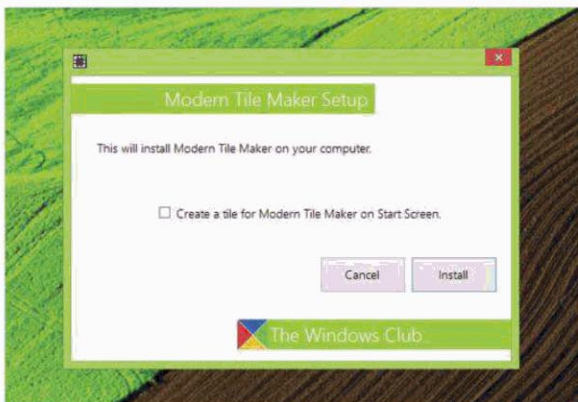 Modern Tile Maker Setup
This will install Modern Tile Maker on your computer.
Create a tile for Modern Tile Maker on Start Screen.
Cancel Install
The Windows Club